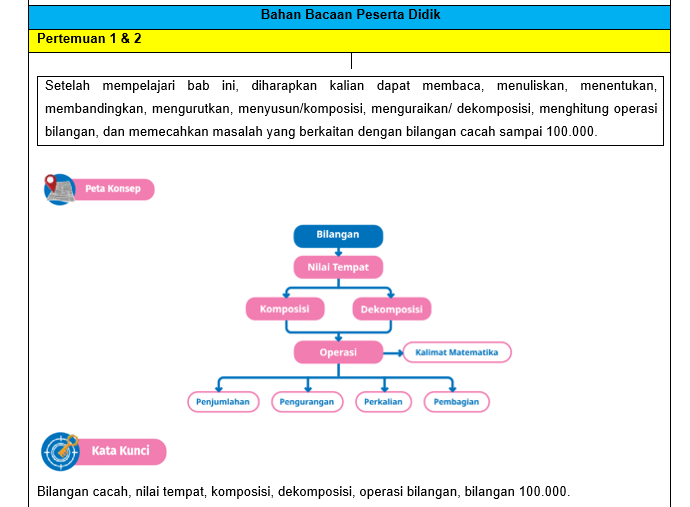 Bahan Bacaan Peserta Didik
Pertemuan 1 & 2
Setelah mempelajari bab ini, diharapkan kalian dapat membaca, menuliskan, menentukan,
membandingkan, mengurutkan, menyusun/komposisi, menguraikan/ dekomposisi, menghitung operasi
bilangan, dan memecahkan masalah yang berkaitan dengan bilangan cacah sampai 100.000.
Peta Konsep
Bilangan
Nilai Tempat
Komposisi
Dekomposisi
Operasi
Kalimat Matematika
Penjumlahan
Pengurangan
Perkalian
Pembagian
Kata Kunci
Bilangan cacah, nilai tempat, komposisi, dekomposisi, operasi bilangan, bilangan 100.000.